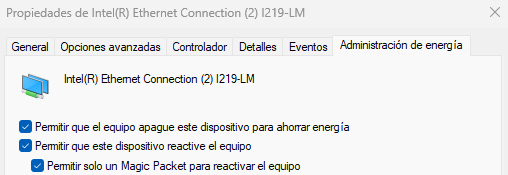 Propiedades de Intel(R) Ethernet Connection (2) I219-LM
General Opciones avanzadas Controlador Detalles Eventos Administración de energía
Intel(R) Ethernet Connection (2) I219-LM
Permitir que el equipo apague este dispositivo para ahorrar energía
Permitir que este dispositivo reactive el equipo
Permitir solo un Magic Packet para reactivar el equipo